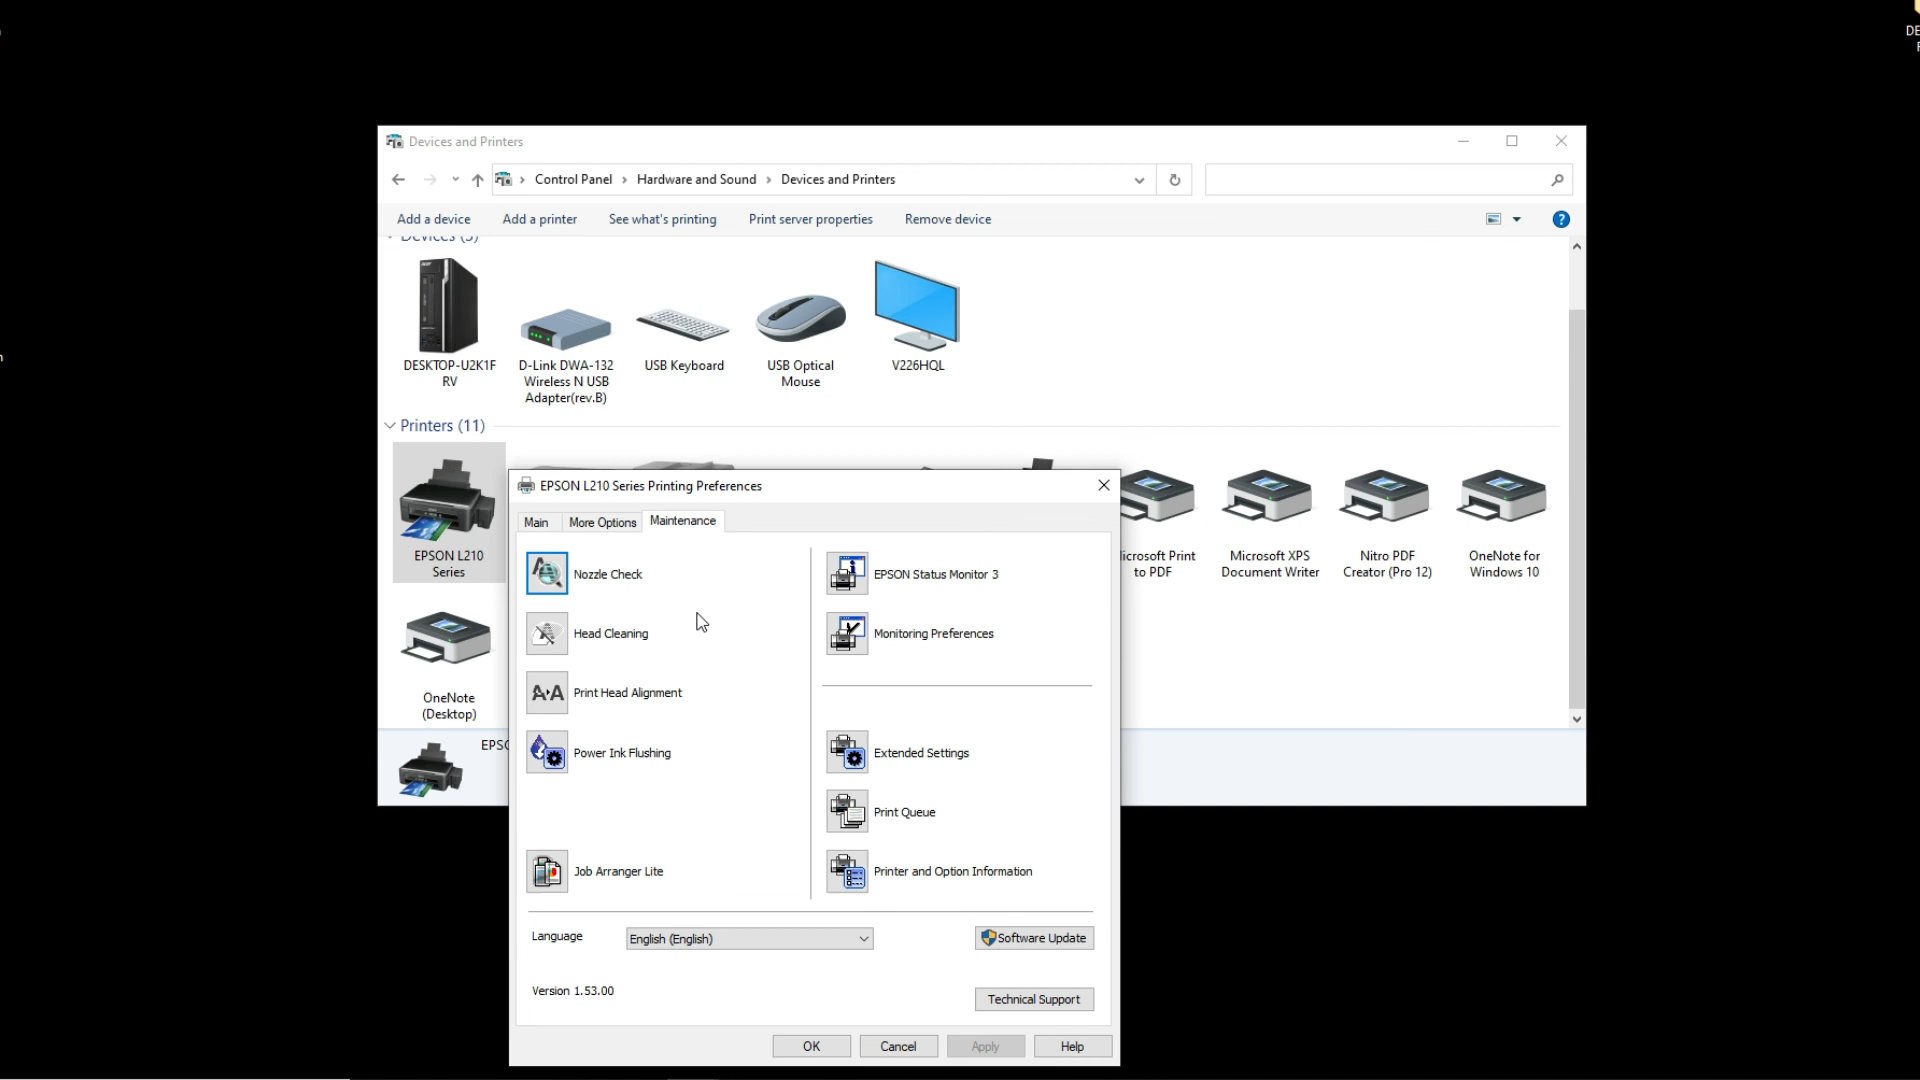 DE
F
n
Devices and Printers
Control Panel > Hardware and Sound > Devices and Printers
Add a device
Add a printer
See what's printing
Print server properties
Remove device
?
Devices (5)
DESKTOP-U2K1F
RV
D-Link DWA-132
Wireless N USB
Adapter(rev.B)
USB Keyboard
USB Optical
Mouse
V226HQL
Printers (11)
EPSON L210
Series
icrosoft Print
to PDF
Microsoft XPS
Document Writer
Nitro PDF
Creator (Pro 12)
OneNote for
Windows 10
OneNote
(Desktop)
EPSO
EPSON L210 Series Printing Preferences
Main
More Options
Maintenance
Nozzle Check
EPSON Status Monitor 3
Head Cleaning
Monitoring Preferences
Print Head Alignment
Power Ink Flushing
Extended Settings
Print Queue
Job Arranger Lite
Printer and Option Information
Language
English (English)
Software Update
Version 1.53.00
Technical Support
OK
Cancel
Apply
Help